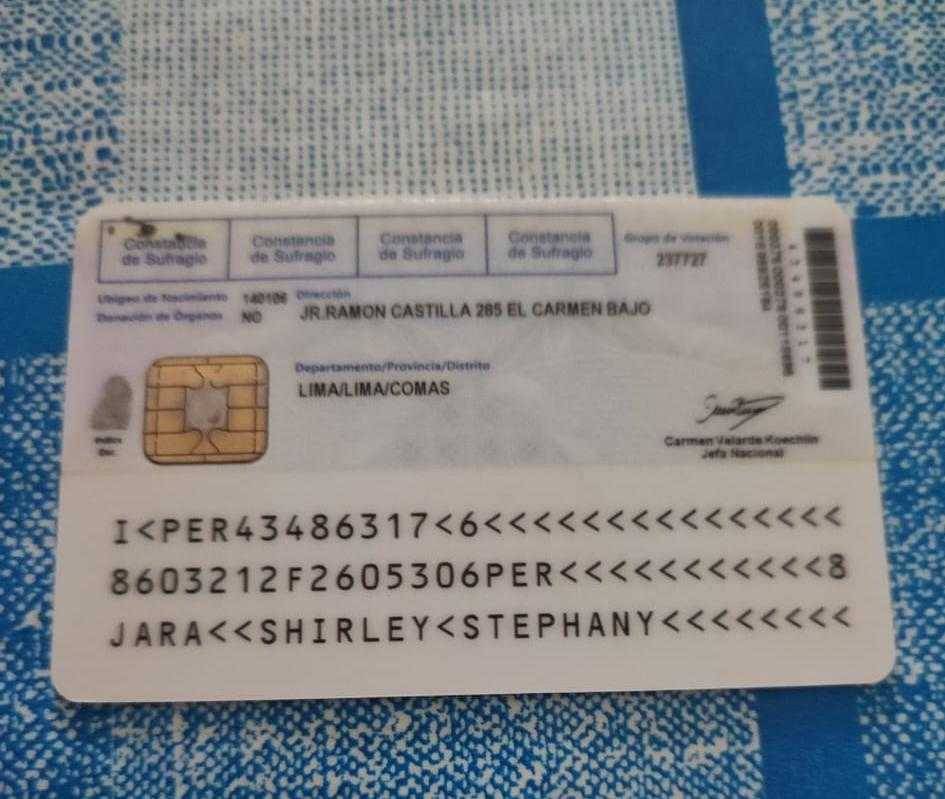 Constancia de Sufragio
Constancia de Sufragio
Constancia de Sufragio
Constancia de Sufragio
Grupo de Votación
237727
Ubigeo de Nacimiento 140106
Donación de Órganos NO
Dirección
JR.RAMON CASTILLA 285 EL CARMEN BAJO
Departamento/Provincia/Distrito
LIMA/LIMA/COMAS
Índice
Der.
Carmen Velarde Koechlin
Jefa Nacional
I<PER43486317<6<<<<<<<<<<<<<<<
8603212F2605306PER<<<<<<<<<<<8
JARA<<SHIRLEY<STEPHANY<<<<<<<<